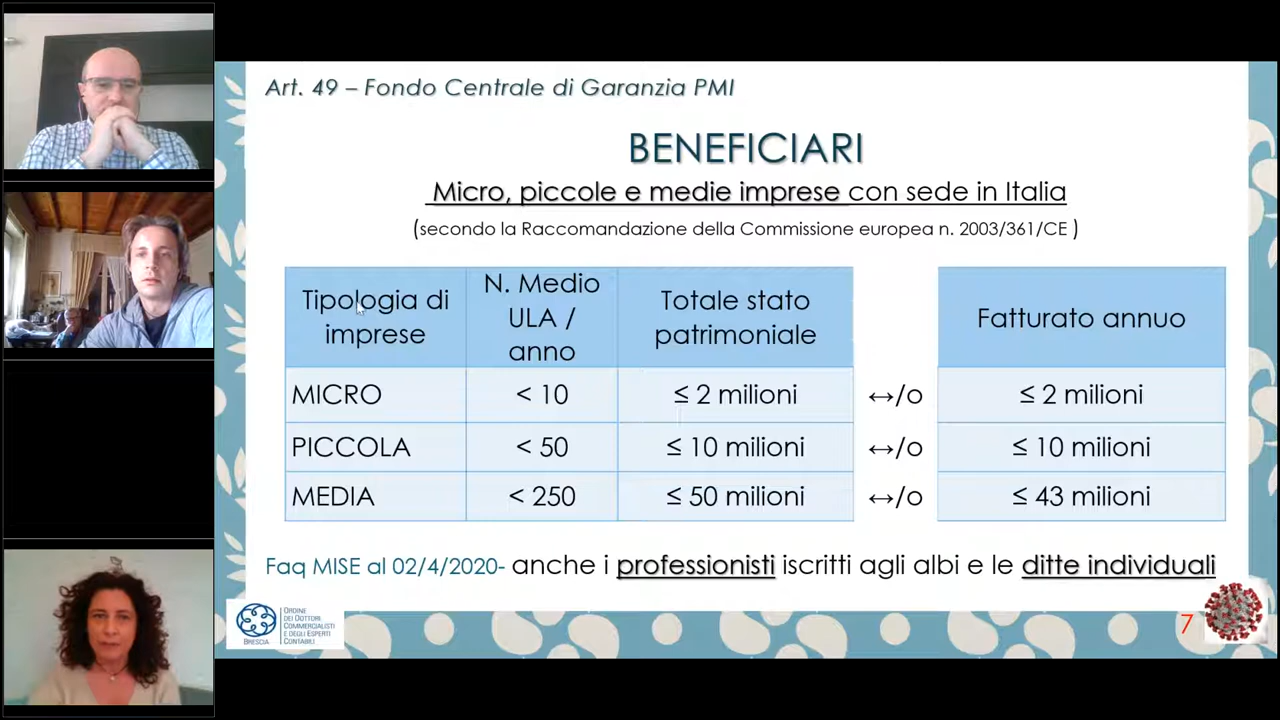 Art. 49 – Fondo Centrale di Garanzia PMI
BENEFICIARI
Micro, piccole e medie imprese con sede in Italia
(secondo la Raccomandazione della Commissione europea n. 2003/361/CE )
Tipologia di imprese
N. Medio ULA / anno
Totale stato patrimoniale
Fatturato annuo
MICRO < 10 ≤ 2 milioni ↔/o ≤ 2 milioni
PICCOLA < 50 ≤ 10 milioni ↔/o ≤ 10 milioni
MEDIA < 250 ≤ 50 milioni ↔/o ≤ 43 milioni
Faq MISE al 02/4/2020- anche i professionisti iscritti agli albi e le ditte individuali
ORDINE
DEI DOTTORI
COMMERCIALISTI
E DEGLI ESPERTI
CONTABILI
BRESCIA
7